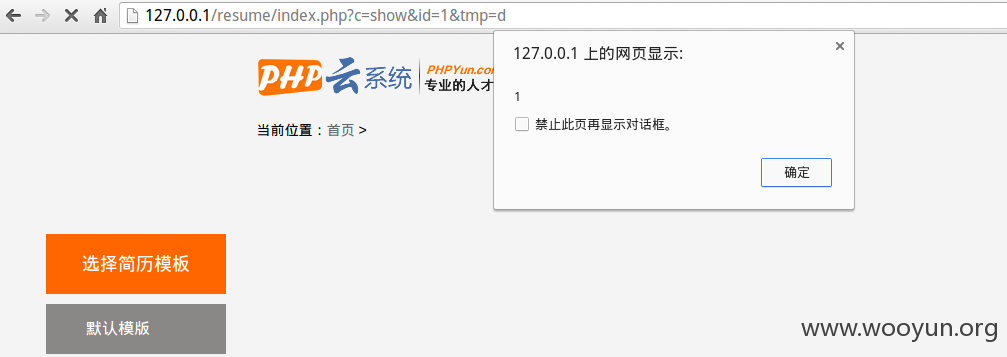 127.0.0.1/resume/index.php?c=show&id=1&tmp=d
127.0.0.1 上的网页显示:
1
禁止此页再显示对话框。
确定
PHP云系统
PHPYun.co
专业的人才
当前位置：首页 >
选择简历模板
默认模版
www.wooyun.org